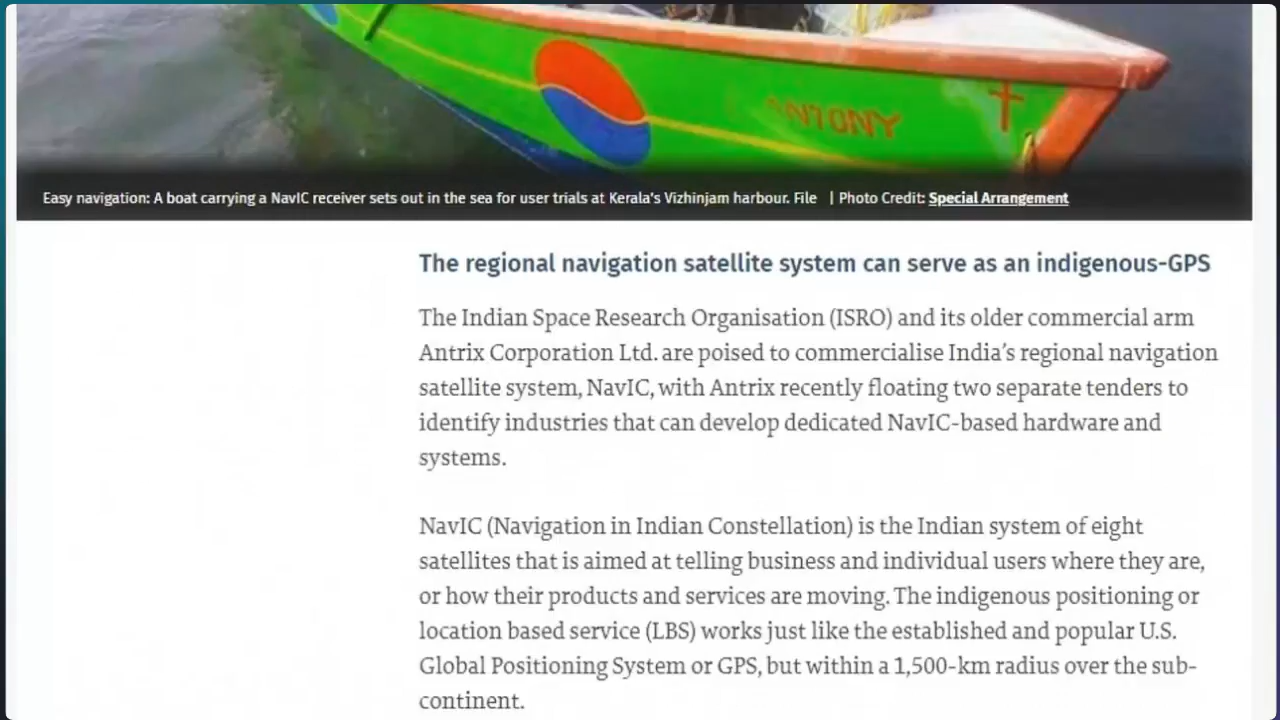 ANTONY
Easy navigation: A boat carrying a NavIC receiver sets out in the sea for user trials at Kerala's Vizhinjam harbour. File | Photo Credit: Special Arrangement
The regional navigation satellite system can serve as an indigenous-GPS
The Indian Space Research Organisation (ISRO) and its older commercial arm
Antrix Corporation Ltd. are poised to commercialise India’s regional navigation
satellite system, NavIC, with Antrix recently floating two separate tenders to
identify industries that can develop dedicated NavIC-based hardware and
systems.
NavIC (Navigation in Indian Constellation) is the Indian system of eight
satellites that is aimed at telling business and individual users where they are,
or how their products and services are moving. The indigenous positioning or
location based service (LBS) works just like the established and popular U.S.
Global Positioning System or GPS, but within a 1,500-km radius over the sub-
continent.